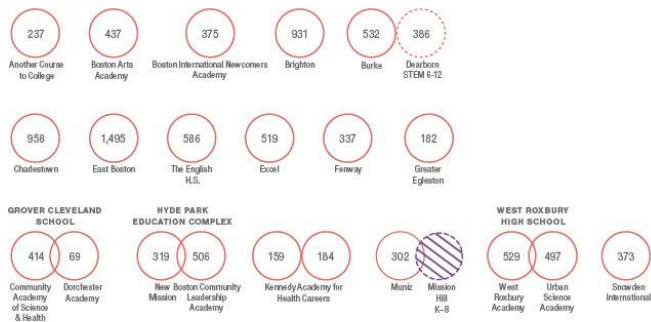 237
437
375
931
532
386
Another Course
to College
Boston Arts
Academy
Boston International Newcomers
Academy
Brighton
Burke
Dearborn
STEM 6-12
958
1,495
586
519
337
182
Charlestown
East Boston
The English
H.S.
Excel
Fenway
Greater
Egleston
GROVER CLEVELAND
SCHOOL
HYDE PARK
EDUCATION COMPLEX
WEST ROXBURY
HIGH SCHOOL
414
69
319
506
159
184
302
529
497
373
Community
Academy
of Science
& Health
Dorchester
Academy
New
Mission
Boston Community
Leadership
Academy
Kennedy Academy for
Health Careers
Muniz
Mission
Hill
K–8
West
Roxbury
Academy
Urban
Science
Academy
Snowden
International